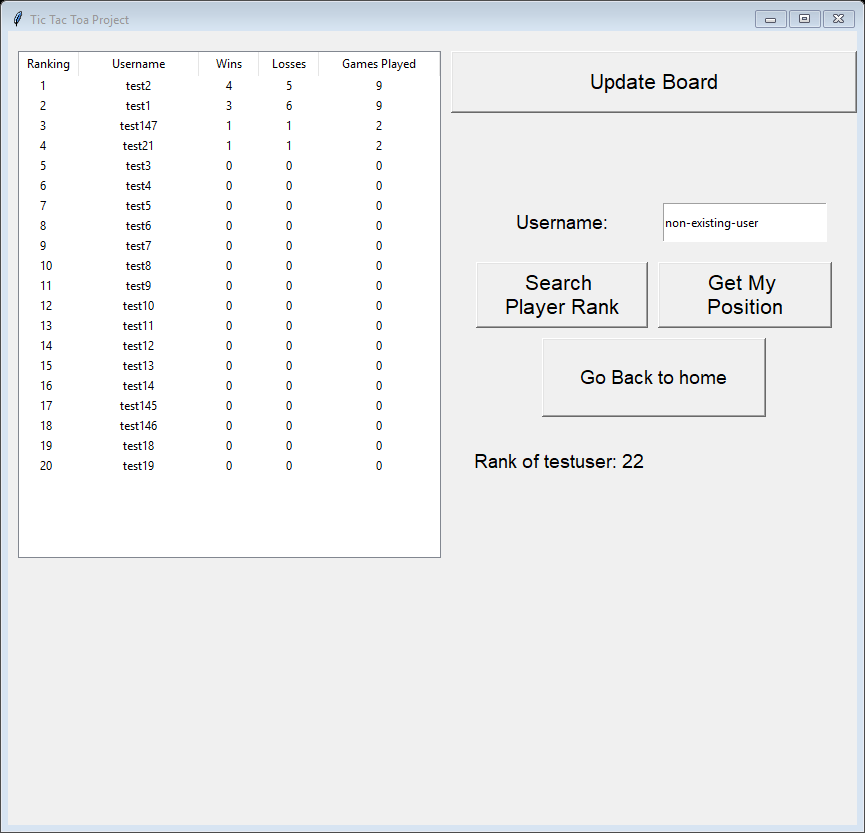 Tic Tac Toa Project
Ranking Username Wins Losses Games Played
1 test2 4 5 9
2 test1 3 6 9
3 test147 1 1 2
4 test21 1 1 2
5 test3 0 0 0
6 test4 0 0 0
7 test5 0 0 0
8 test6 0 0 0
9 test7 0 0 0
10 test8 0 0 0
11 test9 0 0 0
12 test10 0 0 0
13 test11 0 0 0
14 test12 0 0 0
15 test13 0 0 0
16 test14 0 0 0
17 test145 0 0 0
18 test146 0 0 0
19 test18 0 0 0
20 test19 0 0 0
Update Board
Username: non-existing-user
Search
Player Rank
Get My
Position
Go Back to home
Rank of testuser: 22